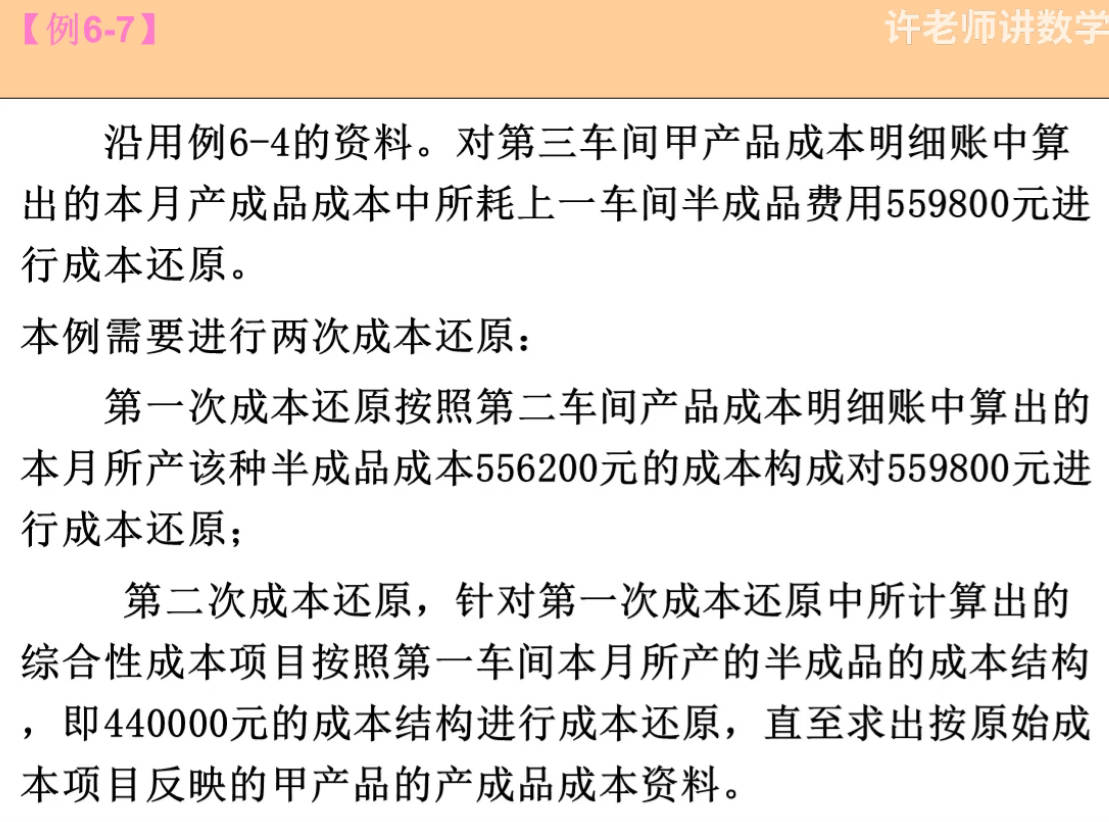 【例6-7】
许老师讲数学
沿用例6-4的资料。对第三车间甲产品成本明细账中算
出的本月产成品成本中所耗上一车间半成品费用559800元进
行成本还原。
本例需要进行两次成本还原：
第一次成本还原按照第二车间产品成本明细账中算出的
本月所产该种半成品成本556200元的成本构成对559800元进
行成本还原；
第二次成本还原，针对第一次成本还原中所计算出的
综合性成本项目按照第一车间本月所产的半成品的成本结构
，即440000元的成本结构进行成本还原，直至求出按原始成
本项目反映的甲产品的产成品成本资料。